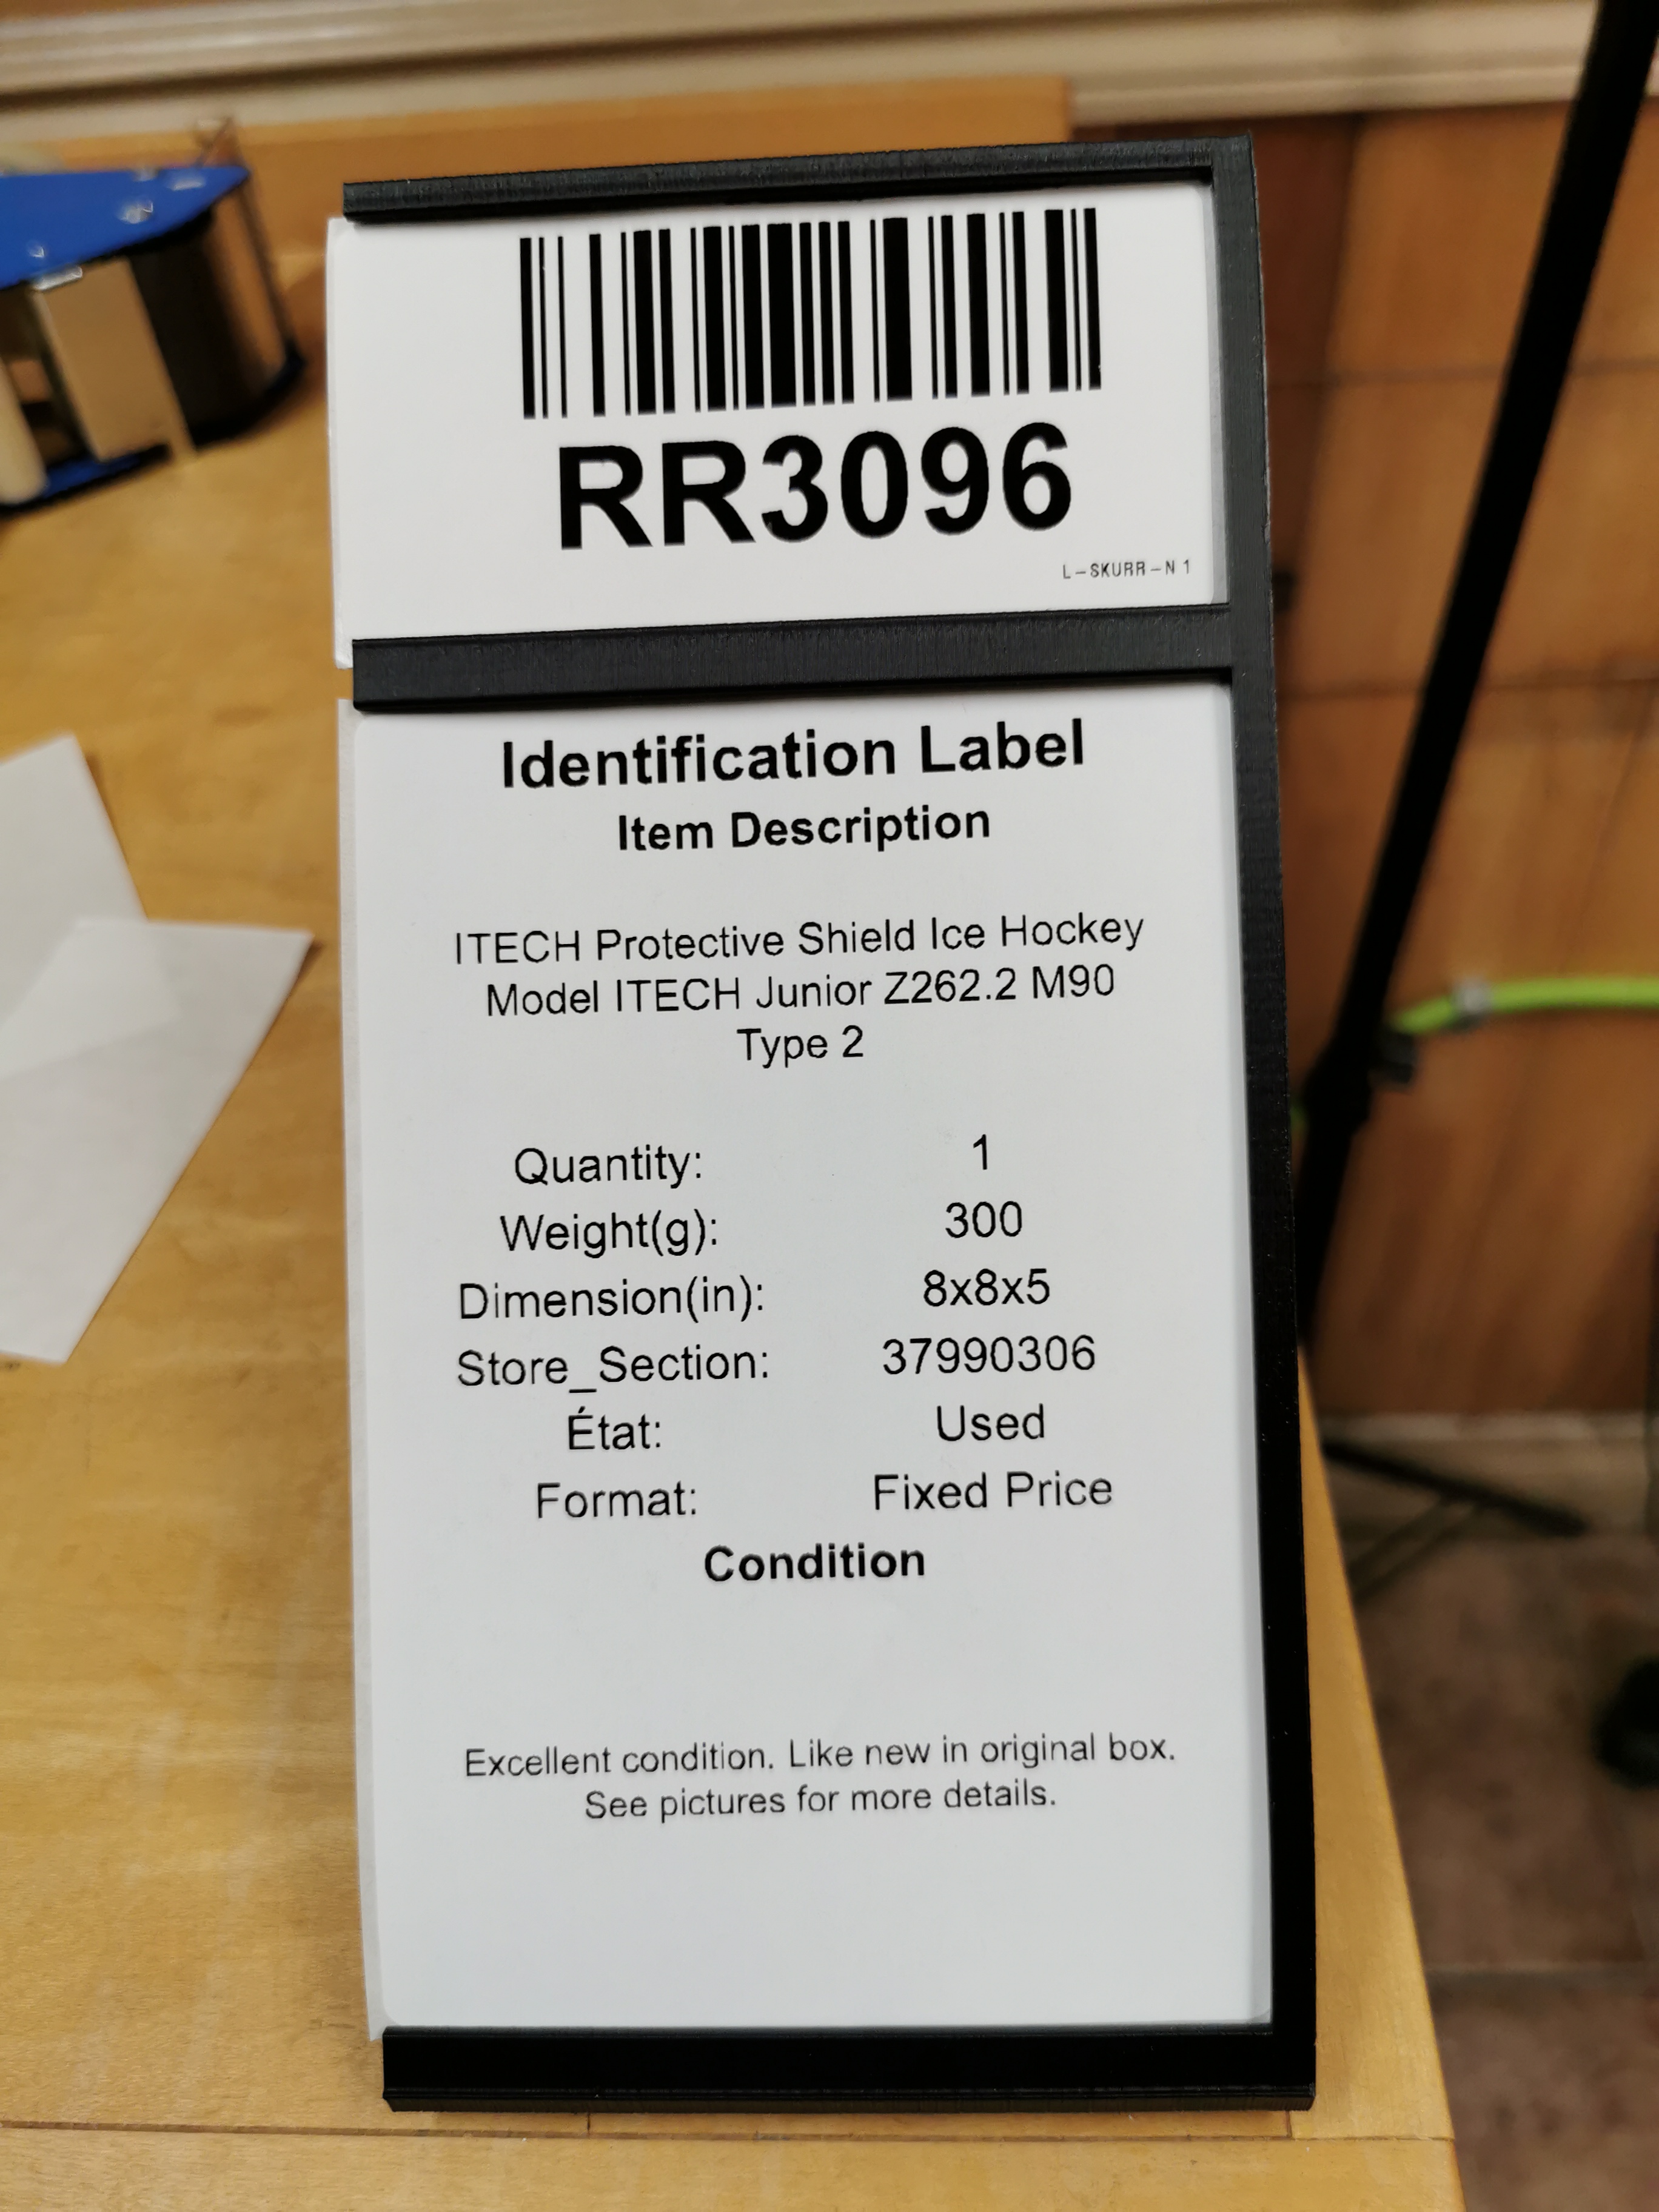 RR3096
L-SKURR-N 1
Identification Label
Item Description
ITECH Protective Shield Ice Hockey
Model ITECH Junior Z262.2 M90
Type 2
Quantity: 1
Weight(g): 300
Dimension(in): 8x8x5
Store_Section: 37990306
État: Used
Format: Fixed Price
Condition
Excellent condition. Like new in original box.
See pictures for more details.